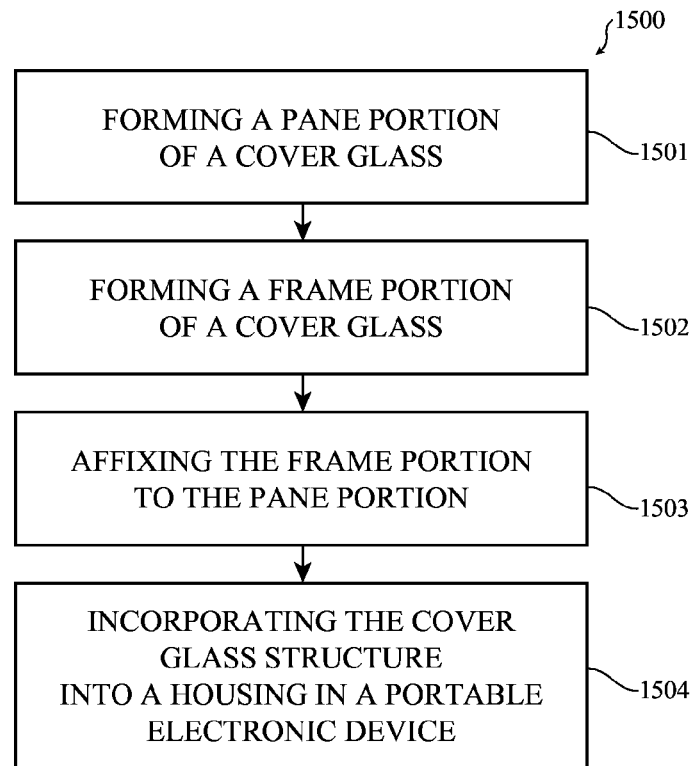 1500
FORMING A PANE PORTION
OF A COVER GLASS
1501
FORMING A FRAME PORTION
OF A COVER GLASS
1502
AFFIXING THE FRAME PORTION
TO THE PANE PORTION
1503
INCORPORATING THE COVER
GLASS STRUCTURE
INTO A HOUSING IN A PORTABLE
ELECTRONIC DEVICE
1504